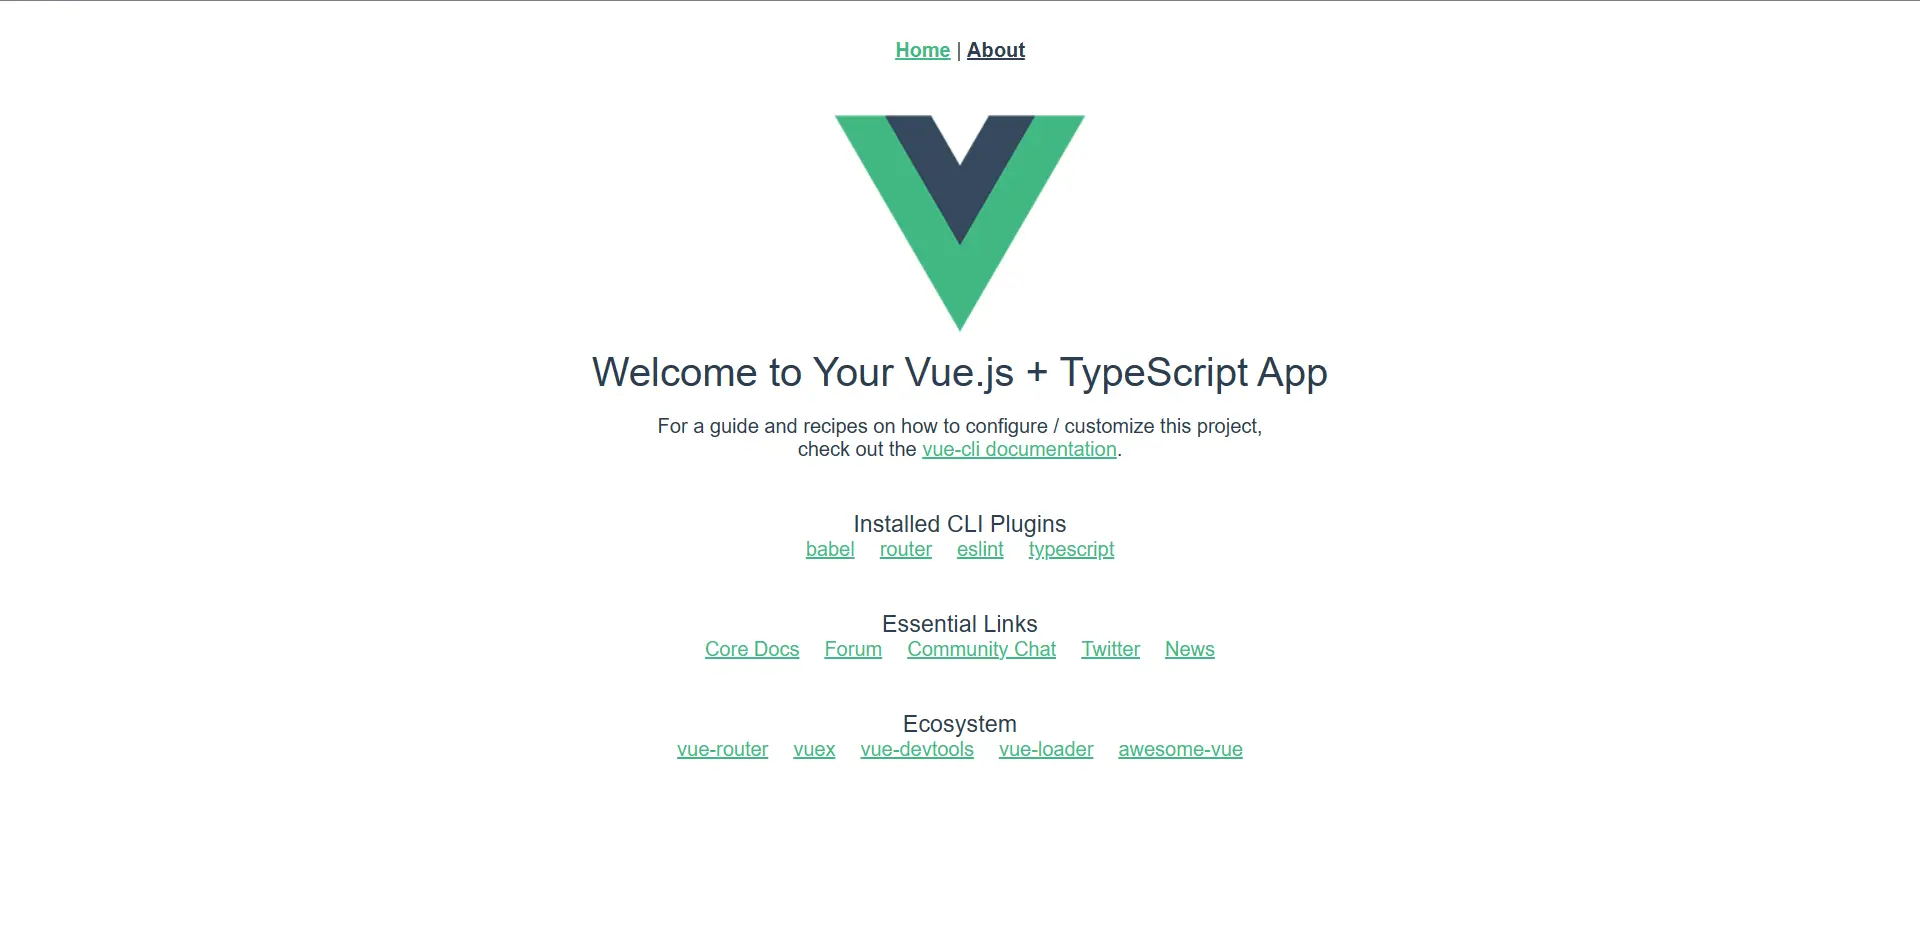 Home | About
Welcome to Your Vue.js + TypeScript App
For a guide and recipes on how to configure / customize this project,
check out the vue-cli documentation.
Installed CLI Plugins
babel router eslint typescript
Essential Links
Core Docs Forum Community Chat Twitter News
Ecosystem
vue-router vuex vue-devtools vue-loader awesome-vue